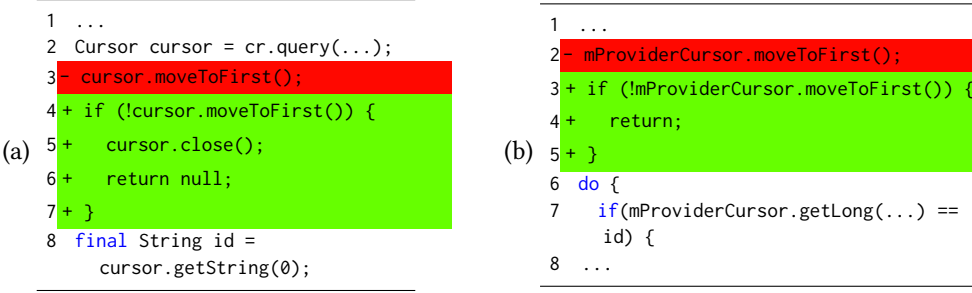 (a)
1 ...
2 Cursor cursor = cr.query(...);
3 - cursor.moveToFirst();
4 + if (!cursor.moveToFirst()) {
5 + cursor.close();
6 + return null;
7 + }
8 final String id =
cursor.getString(0);
(b)
1 ...
2 - mProviderCursor.moveToFirst();
3 + if (!mProviderCursor.moveToFirst()) {
4 + return;
5 + }
6 do {
7 if(mProviderCursor.getLong(...) ==
id) {
8 ...